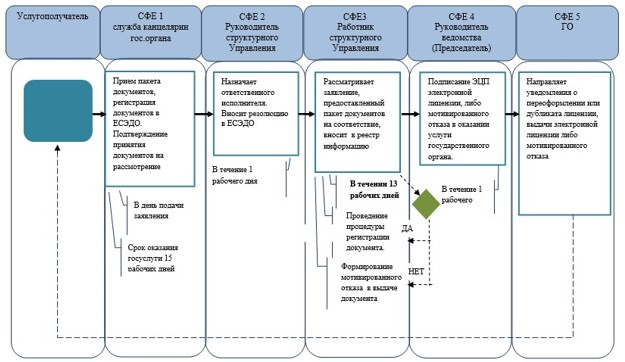 Услугополучатель
СФЕ 1
служба канцелярин
гос.органа
СФЕ 2
Руководитель
структурного
Управления
СФЕ3
Работник
структурного
Управления
СФЕ 4
Руководитель
ведомства
(Председатель)
СФЕ 5
ГО
Прием пакета
документов,
регистрация
документов в
ЕСЭДО.
Подтверждение
принятия
документов на
рассмотрение
В день подачи
заявления
Срок оказания
госуслуги 15
рабочих дней
Назначает
ответственного
исполнителя.
Вносит резолюцию
в ЕСЭДО
В течение 1
рабочего дня
Рассматривает
заявление,
предоставленный
пакет документов
на соответствие,
вносит в реестр
информацию
В течении 13
рабочих дней
Проведение
процедуры
регистрации
документа.
Формирование
мотивированного
отказа в выдаче
документа
ДА
НЕТ
Подписание ЭЦП
электронной
лицензии, либо
мотивированного
отказа в оказании
услуги
государственного
органа.
В течение 1
рабочего
Направляет
уведомления о
переоформлении или
дубликата лицензии,
выдачи электронной
лицензии либо
мотивированного
отказа